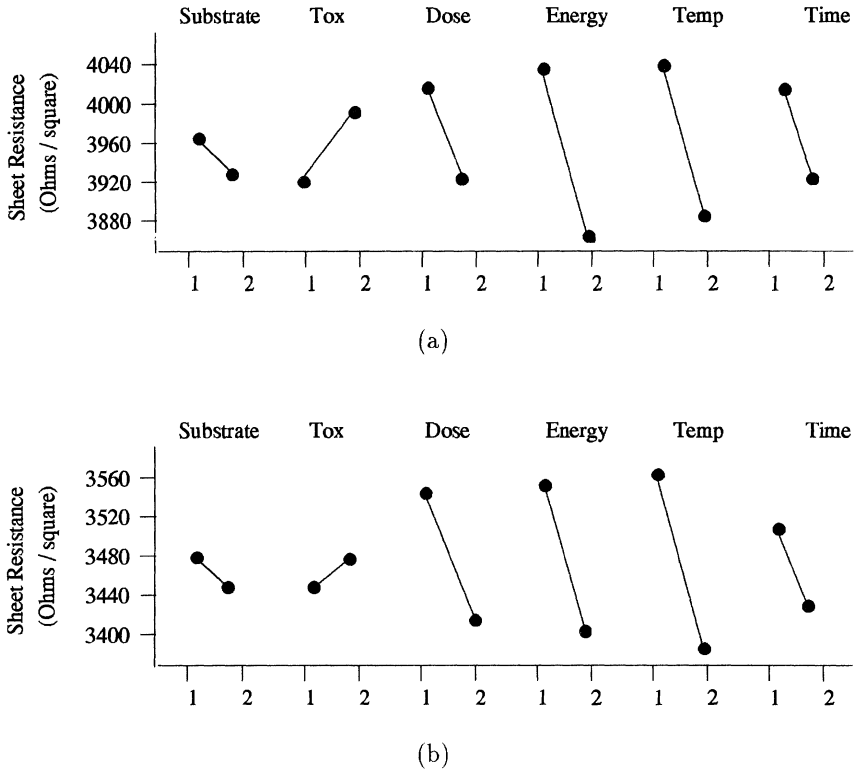 Substrate Tox Dose Energy Temp Time
Sheet Resistance
(Ohms / square)
4040
4000
3960
3920
3880
1 2 1 2 1 2 1 2 1 2 1 2
(a)
Substrate Tox Dose Energy Temp Time
Sheet Resistance
(Ohms / square)
3560
3520
3480
3440
3400
1 2 1 2 1 2 1 2 1 2 1 2
(b)